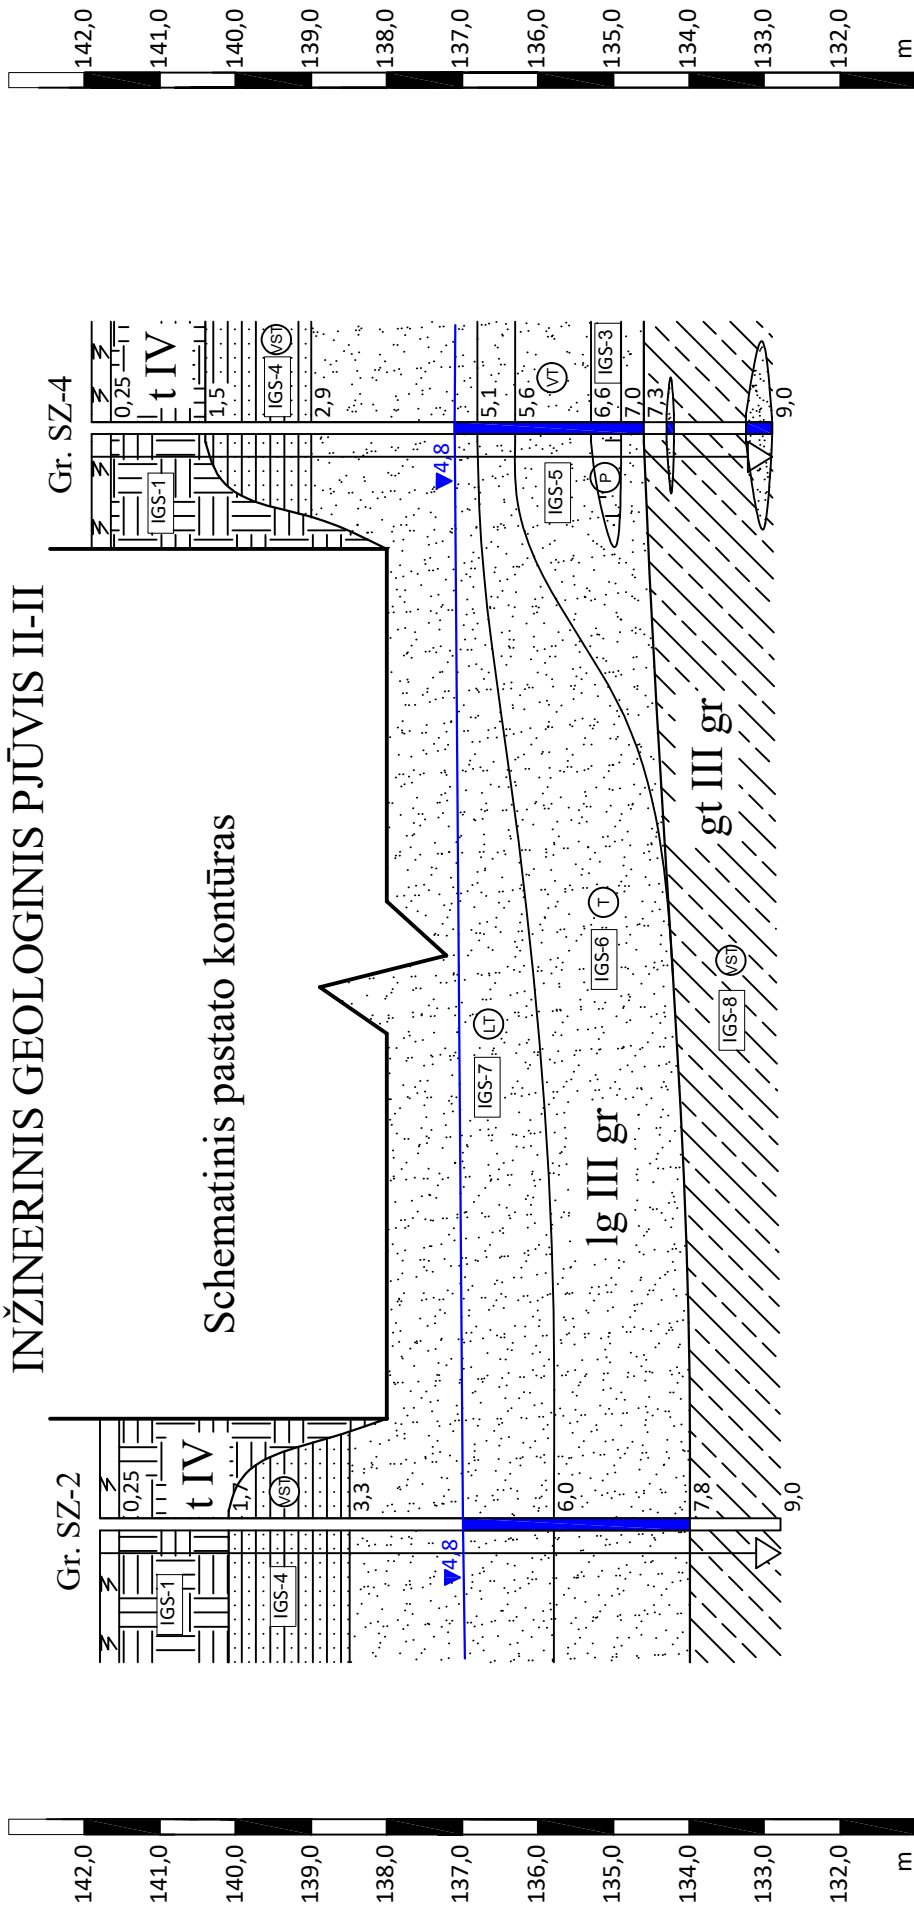 INŽINERINIS GEOLOGINIS PJŪVIS II-II
Gr. SZ-2
Gr. SZ-4
Schematinis pastato kontūras
142,0
141,0
140,0
139,0
138,0
137,0
136,0
135,0
134,0
133,0
132,0
m
IGS-1
IGS-4
0,25
t IV
1,7
VST
3,3
4,8
6,0
7,8
9,0
IGS-7
LT
lg III gr
IGS-6
T
IGS-8
VST
gt III gr
IGS-1
4,8
IGS-5
P
0,25
t IV
1,5
IGS-4
VST
2,9
5,1
5,6
VT
6,6
IGS-3
7,0
7,3
9,0
142,0
141,0
140,0
139,0
138,0
137,0
136,0
135,0
134,0
133,0
132,0
m